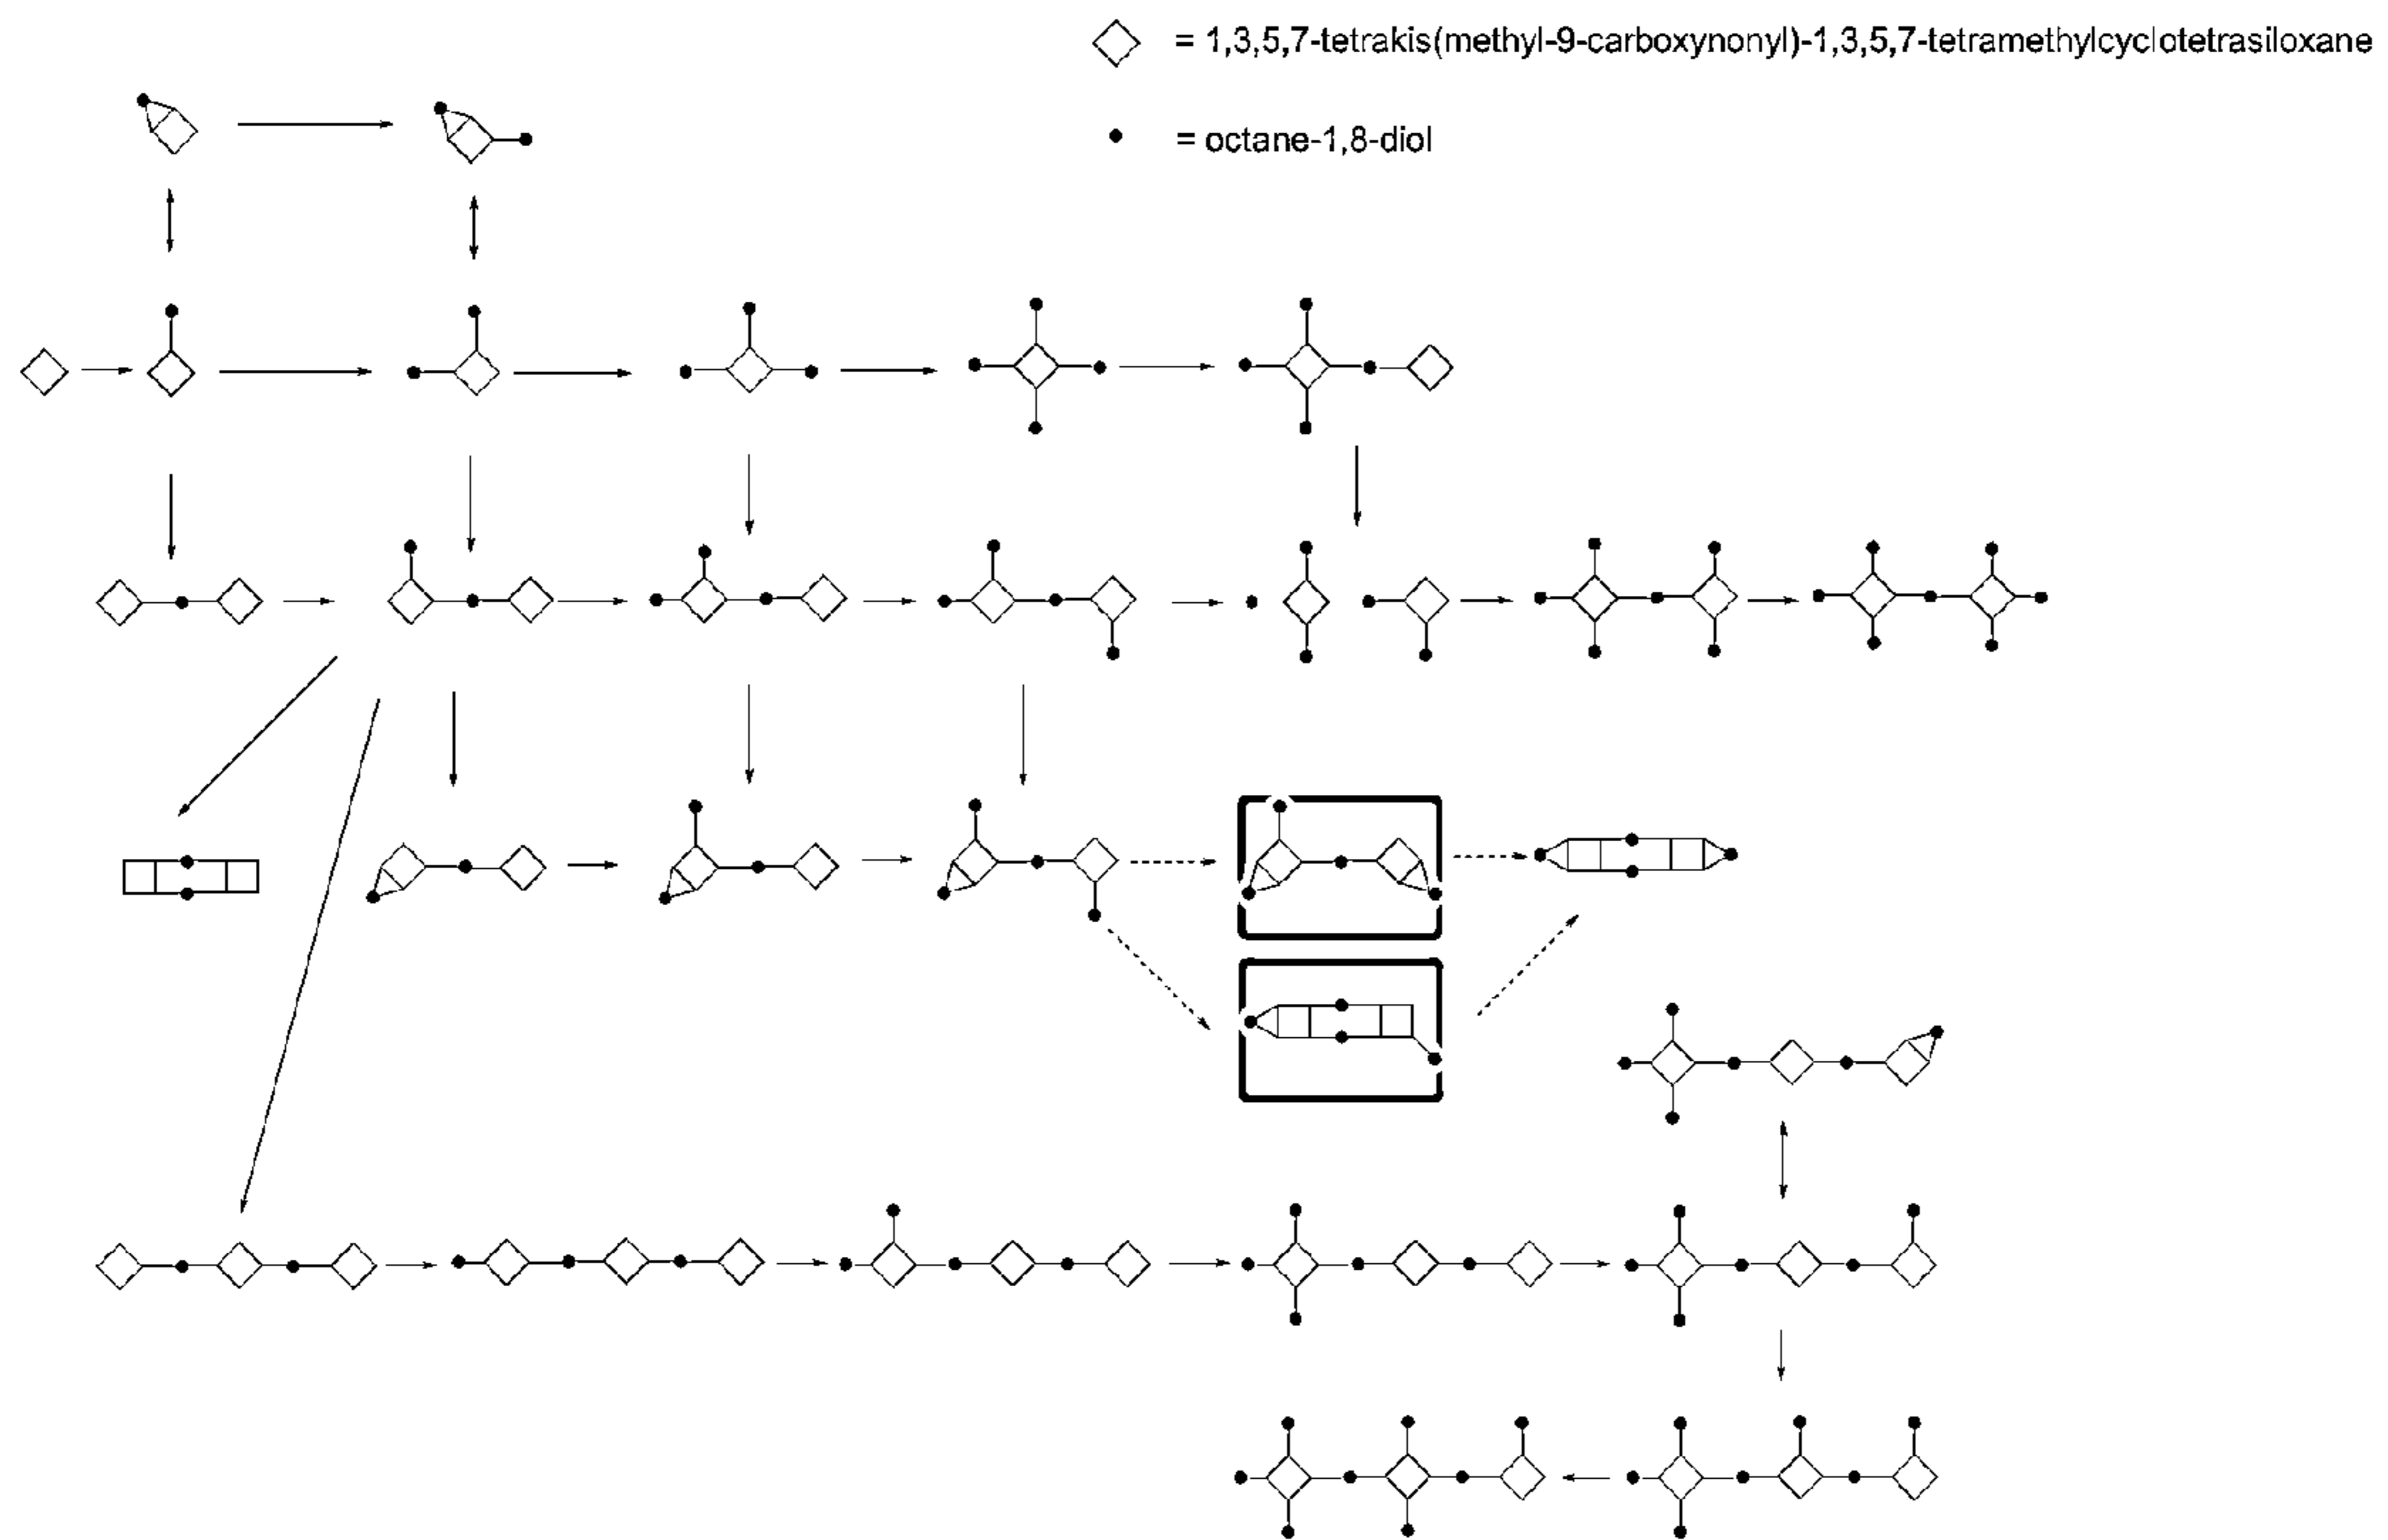 = 1,3,5,7-tetrakis(methyl-9-carboxynonyl)-1,3,5,7-tetramethylcyclotetrasiloxane
= octane-1,8-diol